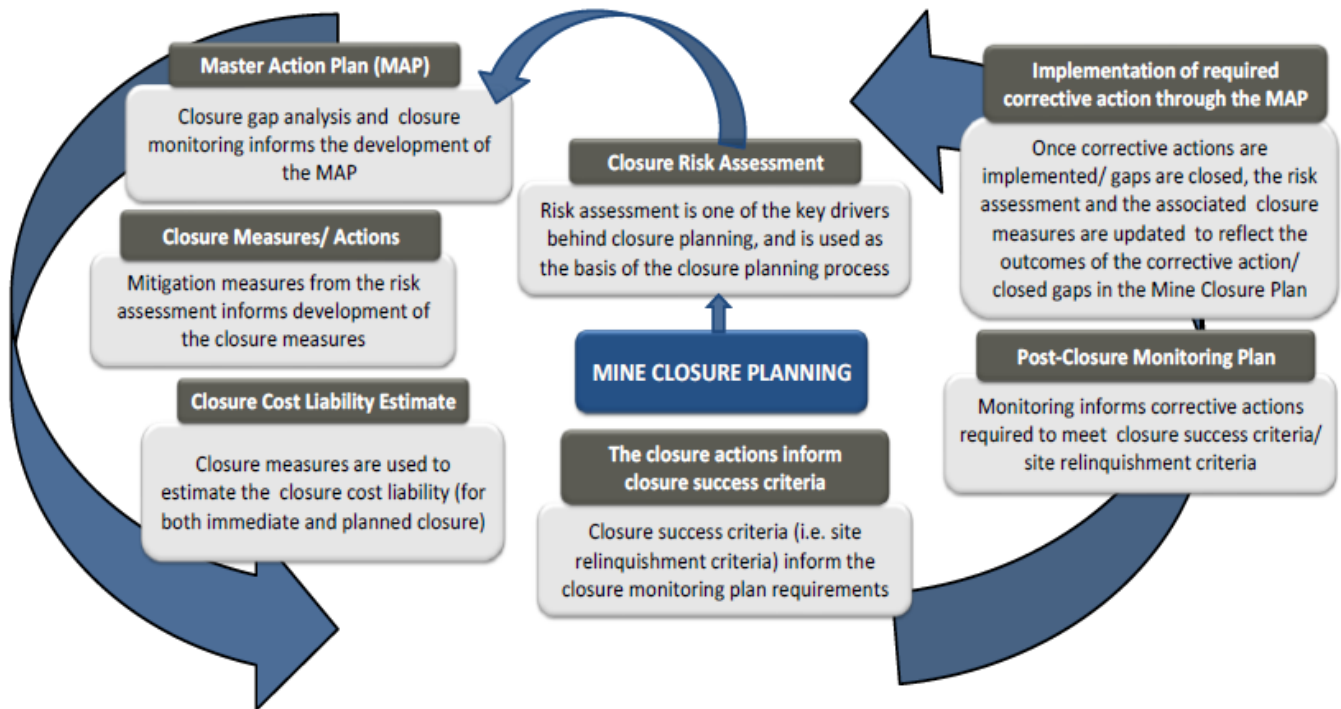 Master Action Plan (MAP)
Closure gap analysis and closure
monitoring informs the development of
the MAP
Closure Measures/ Actions
Mitigation measures from the risk
assessment informs development of
the closure measures
Closure Cost Liability Estimate
Closure measures are used to
estimate the closure cost liability (for
both immediate and planned closure)
Closure Risk Assessment
Risk assessment is one of the key drivers
behind closure planning, and is used as
the basis of the closure planning process
MINE CLOSURE PLANNING
The closure actions inform
closure success criteria
Closure success criteria (i.e. site
relinquishment criteria) inform the
closure monitoring plan requirements
Implementation of required
corrective action through the MAP
Once corrective actions are
implemented/ gaps are closed, the risk
assessment and the associated closure
measures are updated to reflect the
outcomes of the corrective action/
closed gaps in the Mine Closure Plan
Post-Closure Monitoring Plan
Monitoring informs corrective actions
required to meet closure success criteria/
site relinquishment criteria